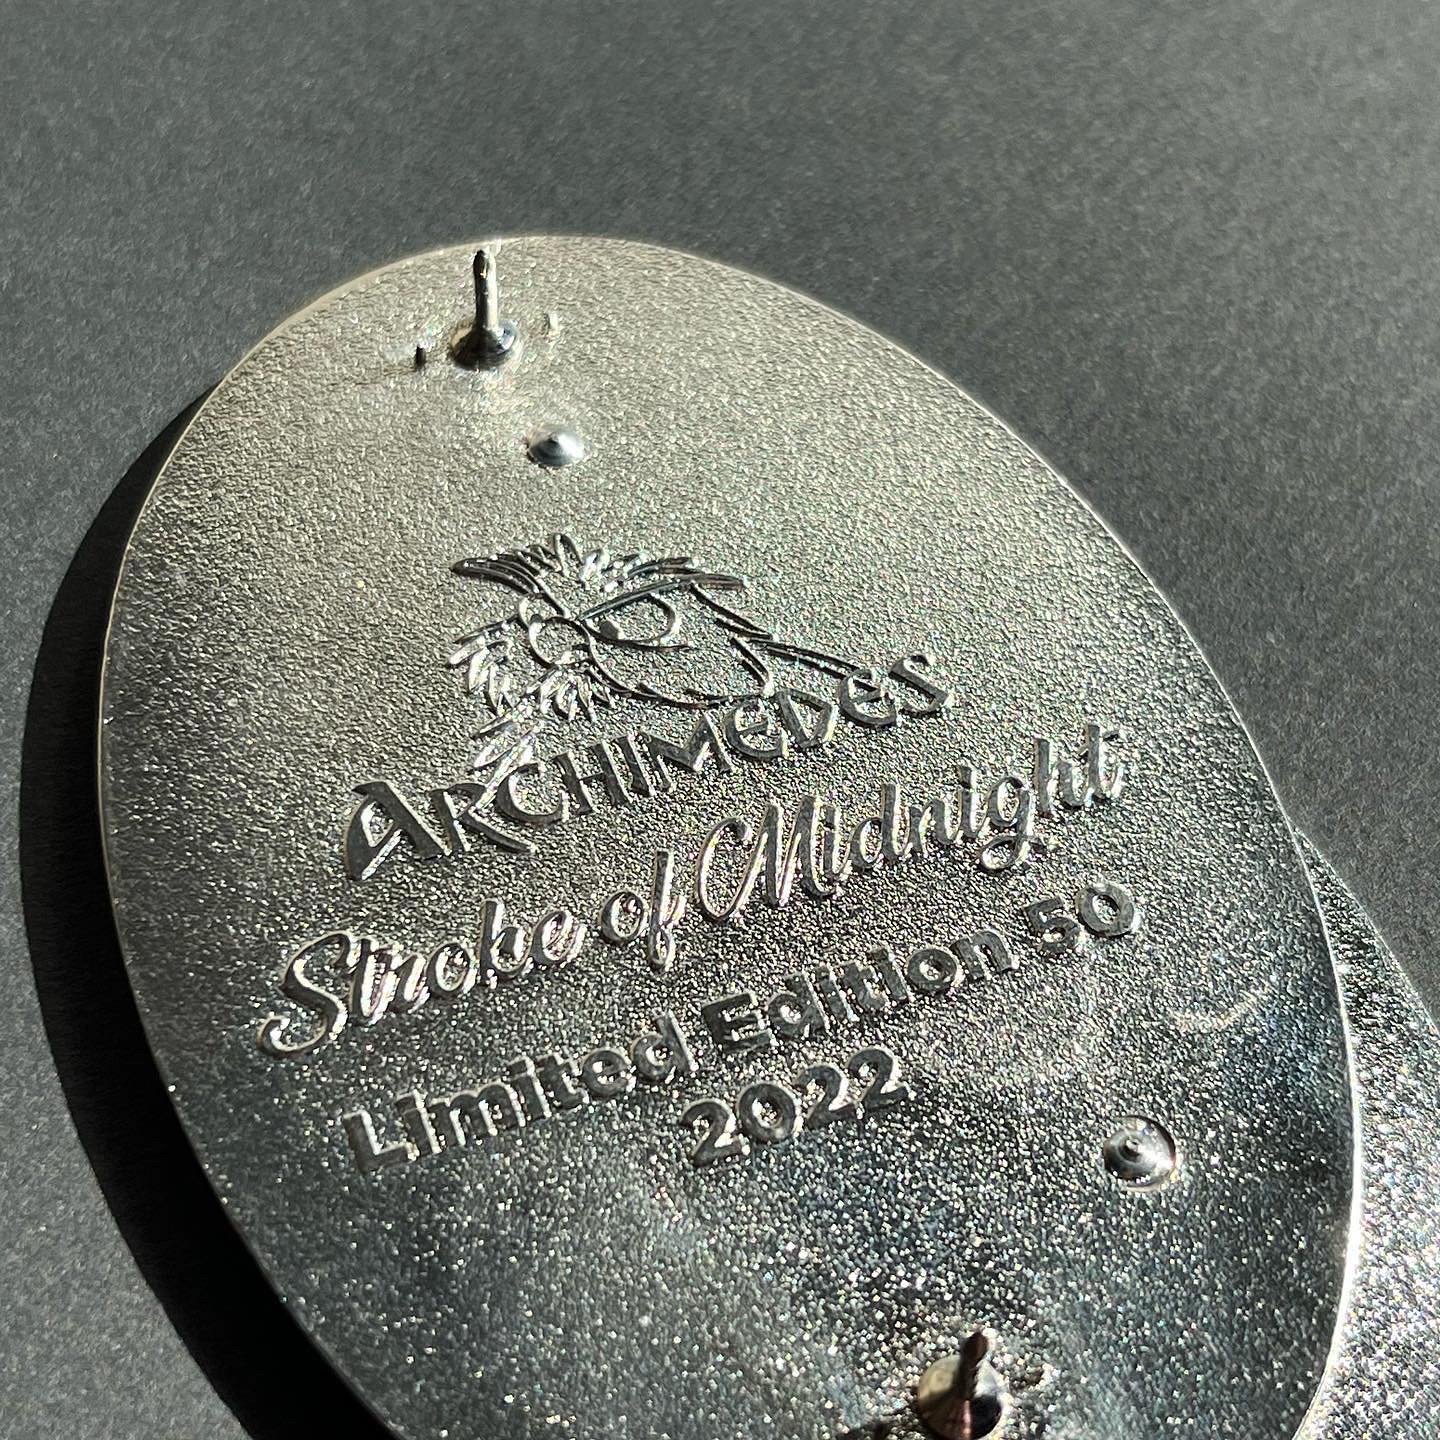 ARCHIMEDES
Stroke of Midnight
Limited Edition 50
2022